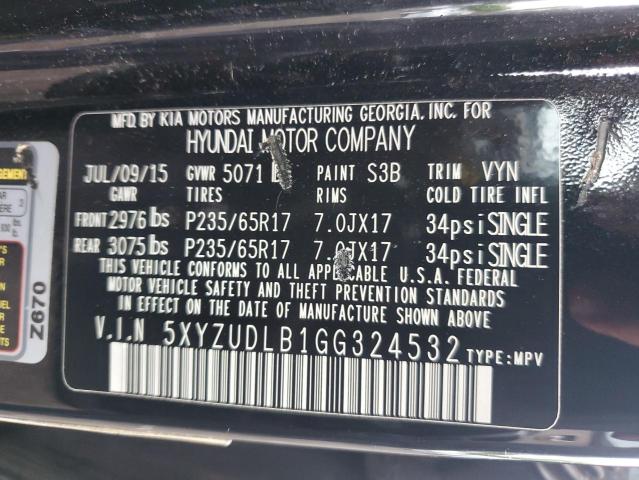 MFD. BY KIA MOTORS MANUFACTURING GEORGIA, INC. FOR
HYUNDAI MOTOR COMPANY
JUL/09/15 GVWR 5071 PAINT S3B TRIM VYN
GAWR TIRES RIMS COLD TIRE INFL
FRONT 2976 lbs P235/65R17 7.0JX17 34psi SINGLE
REAR 3075 lbs P235/65R17 7.0JX17 34psi SINGLE
THIS VEHICLE CONFORMS TO ALL APPLICABLE U.S.A. FEDERAL
MOTOR VEHICLE SAFETY AND THEFT PREVENTION STANDARDS
IN EFFECT ON THE DATE OF MANUFACTURE SHOWN ABOVE.
V.I.N 5XYZUDLB1GG324532 TYPE:MPV
Z670